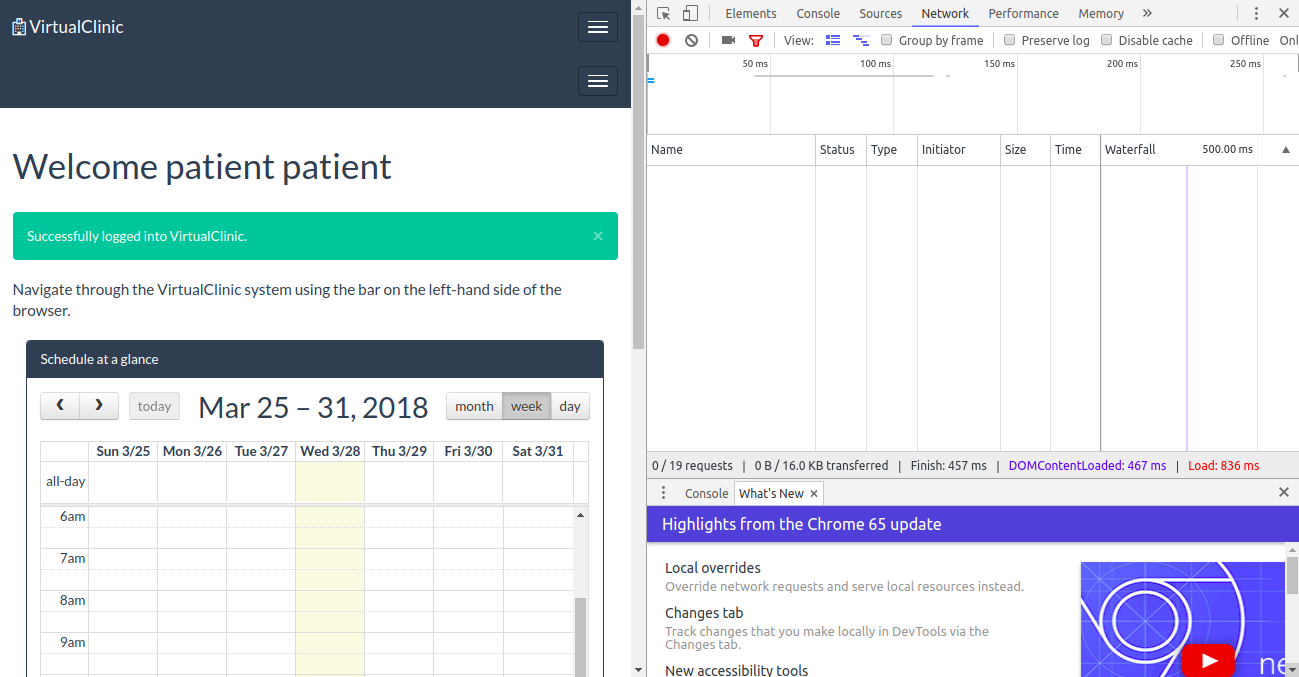 VirtualClinic
Welcome patient patient
Successfully logged into VirtualClinic.
×
Navigate through the VirtualClinic system using the bar on the left-hand side of the
browser.
Schedule at a glance
today
Mar 25 – 31, 2018
month week day
Sun 3/25 Mon 3/26 Tue 3/27 Wed 3/28 Thu 3/29 Fri 3/30 Sat 3/31
all-day
6am
7am
8am
9am
Elements Console Sources Network Performance Memory »
View: Group by frame Preserve log Disable cache Offline Onl
50 ms 100 ms 150 ms 200 ms 250 ms
Name Status Type Initiator Size Time Waterfall 500.00 ms
0 / 19 requests | 0 B / 16.0 KB transferred | Finish: 457 ms | DOMContentLoaded: 467 ms | Load: 836 ms
Console What's New ×
Highlights from the Chrome 65 update
Local overrides
Override network requests and serve local resources instead.
Changes tab
Track changes that you make locally in DevTools via the
Changes tab.
New accessibility tools
ne